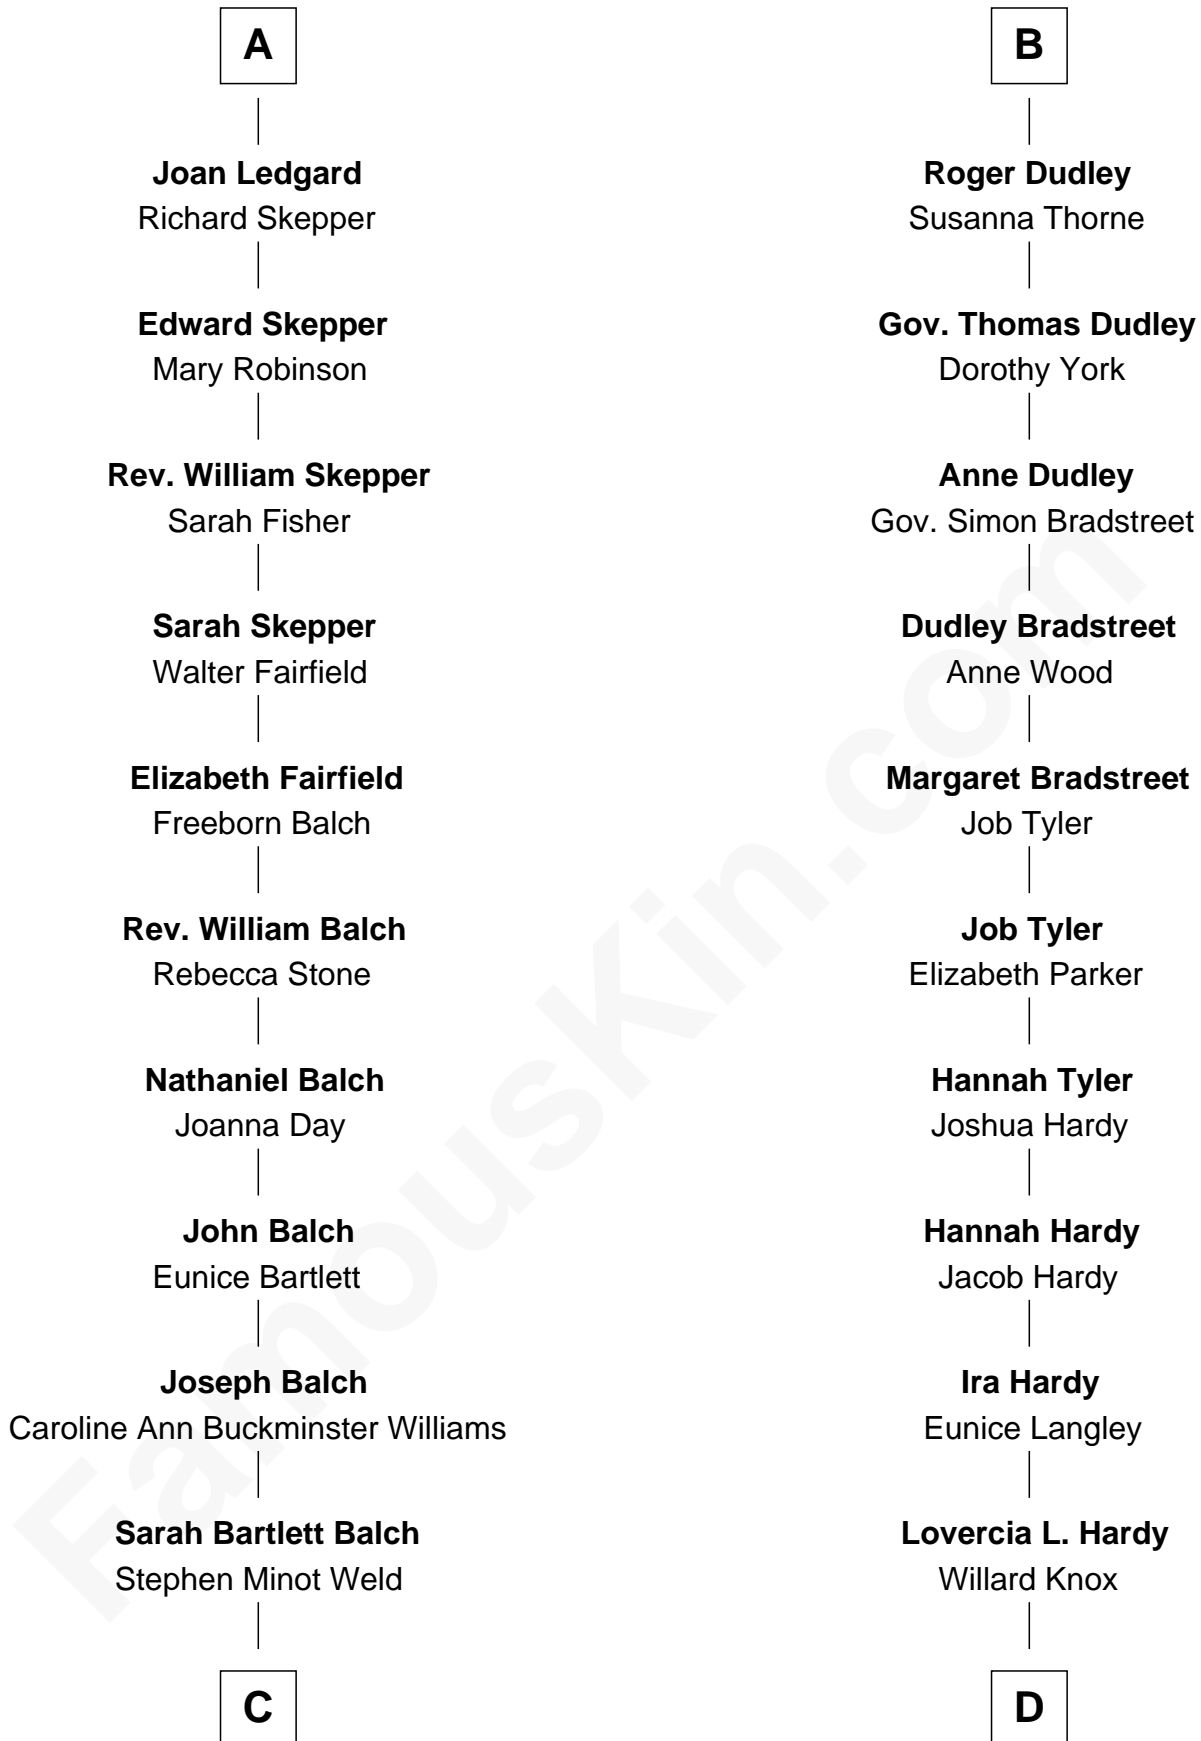 A
Joan Ledgard
Richard Skepper
Edward Skepper
Mary Robinson
Rev. William Skepper
Sarah Fisher
Sarah Skepper
Walter Fairfield
Elizabeth Fairfield
Freeborn Balch
Rev. William Balch
Rebecca Stone
Nathaniel Balch
Joanna Day
John Balch
Eunice Bartlett
Joseph Balch
Caroline Ann Buckminster Williams
Sarah Bartlett Balch
Stephen Minot Weld
C
B
Roger Dudley
Susanna Thorne
Gov. Thomas Dudley
Dorothy York
Anne Dudley
Gov. Simon Bradstreet
Dudley Bradstreet
Anne Wood
Margaret Bradstreet
Job Tyler
Job Tyler
Elizabeth Parker
Hannah Tyler
Joshua Hardy
Hannah Hardy
Jacob Hardy
Ira Hardy
Eunice Langley
Lovercia L. Hardy
Willard Knox
D
FamousKin.com